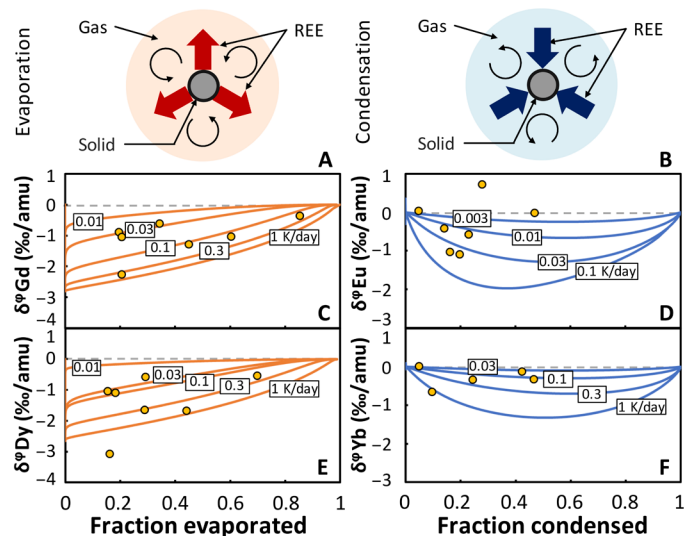 Evaporation
Gas
REE
Solid
A
Condensation
Gas
REE
Solid
B
δᵠGd (‰/amu)
1
0
−1
−2
−3
−4
0.01
0.03
0.1
0.3
1 K/day
C
δᵠEu (‰/amu)
1
0
−1
−2
−3
0.003
0.01
0.03
0.1 K/day
D
δᵠDy (‰/amu)
1
0
−1
−2
−3
−4
0.01
0.03
0.1
0.3
1 K/day
E
0 0.2 0.4 0.6 0.8 1
Fraction evaporated
δᵠYb (‰/amu)
1
0
−1
−2
−3
0.03
0.1
0.3
1 K/day
F
0 0.2 0.4 0.6 0.8 1
Fraction condensed